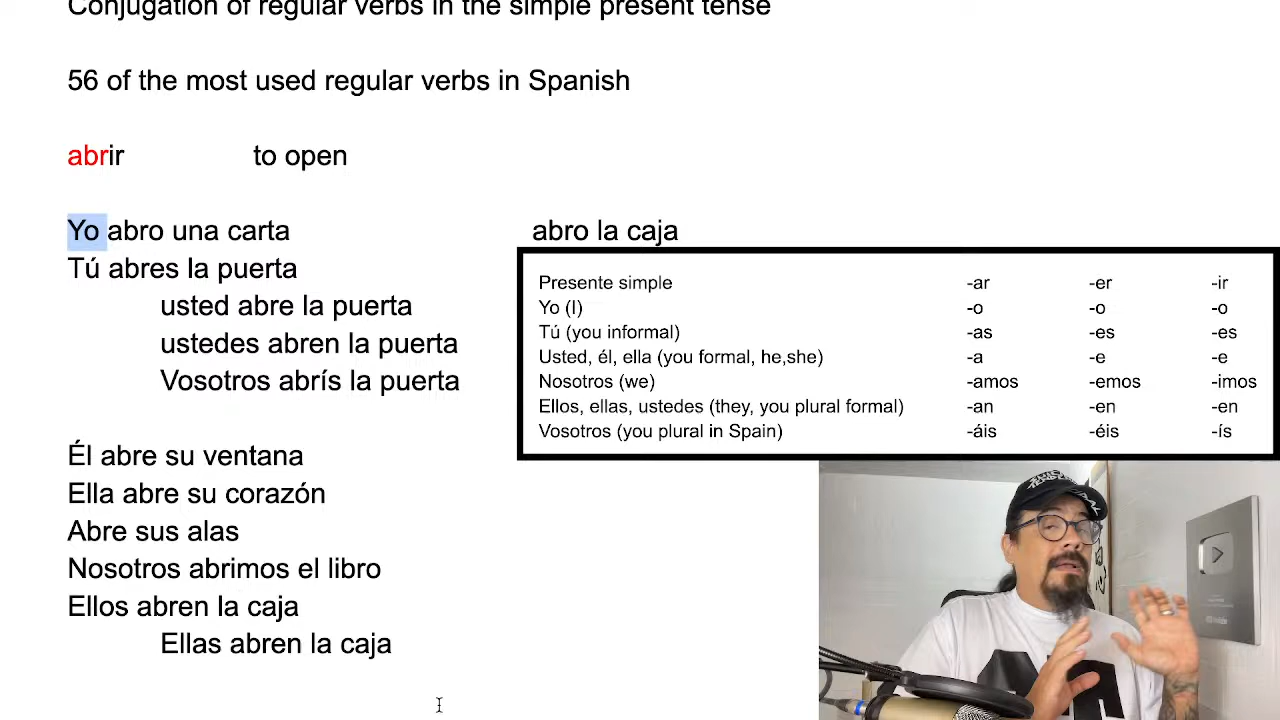 Conjugation of regular verbs in the simple present tense
56 of the most used regular verbs in Spanish
abrir to open
Yo abro una carta abro la caja
Tú abres la puerta
usted abre la puerta
ustedes abren la puerta
Vosotros abrís la puerta
Él abre su ventana
Ella abre su corazón
Abre sus alas
Nosotros abrimos el libro
Ellos abren la caja
Ellas abren la caja
Presente simple -ar -er -ir
Yo (I) -o -o -o
Tú (you informal) -as -es -es
Usted, él, ella (you formal, he,she) -a -e -e
Nosotros (we) -amos -emos -imos
Ellos, ellas, ustedes (they, you plural formal) -an -en -en
Vosotros (you plural in Spain) -áis -éis -ís